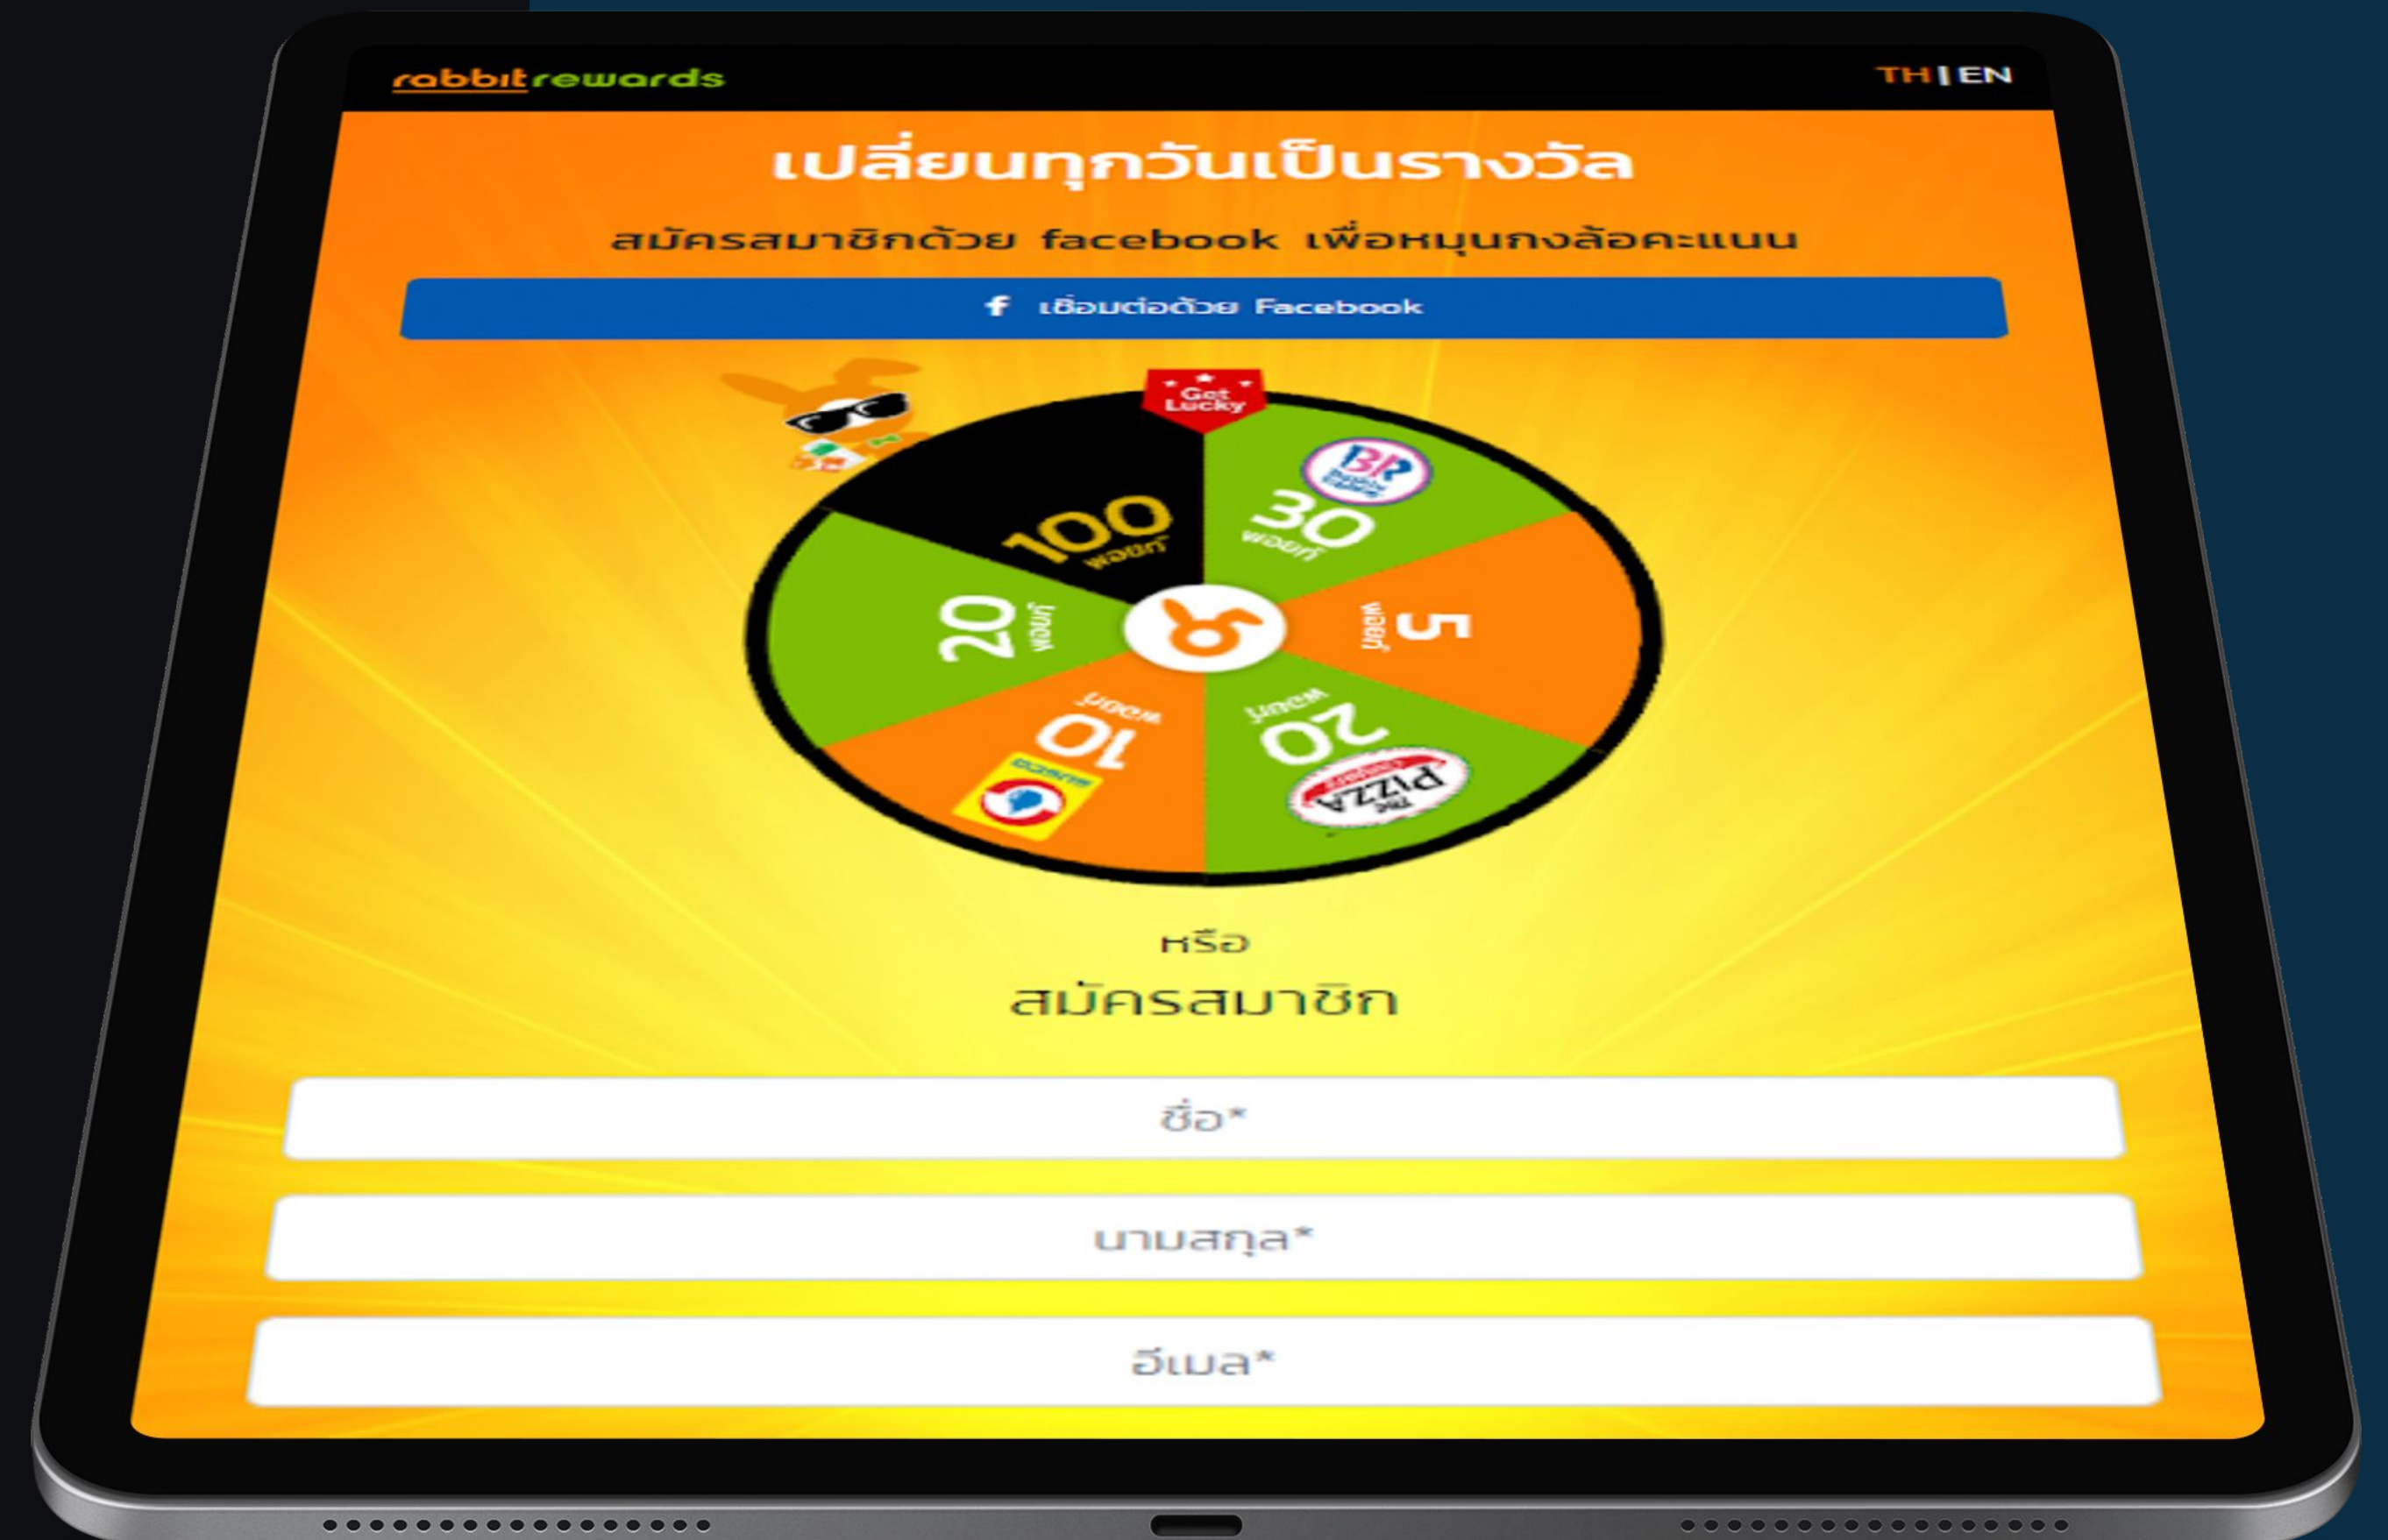 rabbit rewards
TH | EN
เปลี่ยนทุกวันเป็นรางวัล
สมัครสมาชิกด้วย facebook เพื่อหมุนกงล้อคะแนน
f เชื่อมต่อด้วย Facebook
Get
Lucky
100
พอยท์
BR
30
พอยท์
5
พอยท์
20
พอยท์
The
PIZZA
Company
10
พอยท์
20
พอยท์
หรือ
สมัครสมาชิก
ชื่อ*
นามสกุล*
อีเมล*